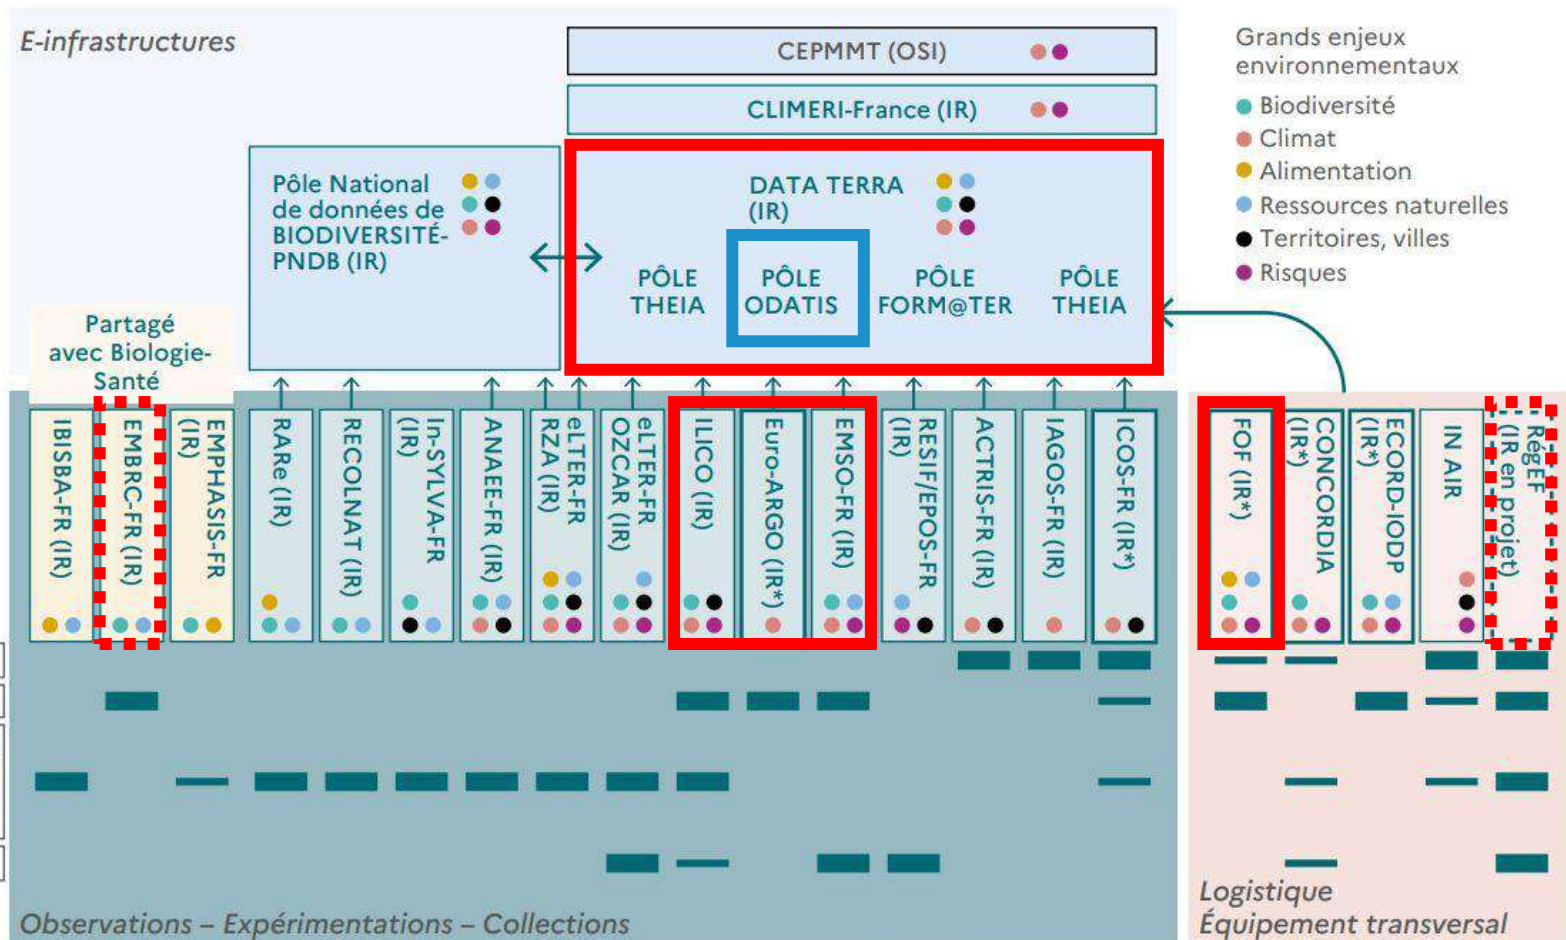 E-infrastructures
CEPMMT (OSI)
CLIMERI-France (IR)
Grands enjeux
environnementaux
Biodiversité
Climat
Alimentation
Ressources naturelles
Territoires, villes
Risques
Pôle National
de données de
BIODIVERSITÉ-
PNDB (IR)
DATA TERRA
(IR)
PÔLE
THEIA
PÔLE
ODATIS
PÔLE
FORM@TER
PÔLE
THEIA
Partagé
avec Biologie-
Santé
IBISBA-FR (IR)
EMBRC-FR (IR)
EMPHASIS-FR
(IR)
RARe (IR)
RECOLNAT (IR)
In-SYLVA-FR
(IR)
ANAEE-FR (IR)
eLTER-FR
RZA (IR)
eLTER-FR
OZCAR (IR)
ILICO (IR)
Euro-ARGO (IR*)
EMSO-FR (IR)
RESIF/EPOS-FR
(IR)
ACTRIS-FR (IR)
IAGOS-FR (IR)
ICOS-FR (IR*)
FOF (IR*)
CONCORDIA
(IR*)
ECORD-IODP
(IR*)
IN AIR
RégEF
(IR en projet)
Observations – Expérimentations – Collections
Logistique
Équipement transversal